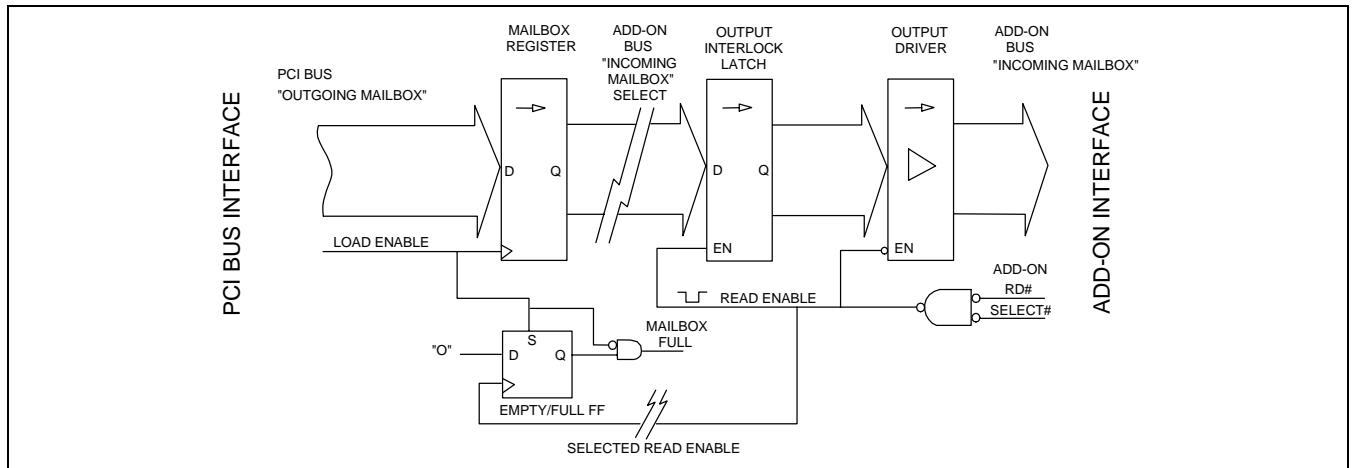 MAILBOX
REGISTER
ADD-ON
BUS
"INCOMING
MAILBOX"
SELECT
OUTPUT
INTERLOCK
LATCH
OUTPUT
DRIVER
ADD-ON
BUS
"INCOMING MAILBOX"
PCI BUS
"OUTGOING MAILBOX"
PCI BUS INTERFACE
ADD-ON INTERFACE
D Q
D Q
LOAD ENABLE
EN
EN
READ ENABLE
ADD-ON
RD#
SELECT#
MAILBOX
FULL
S
"O"
D Q
EMPTY/FULL FF
SELECTED READ ENABLE